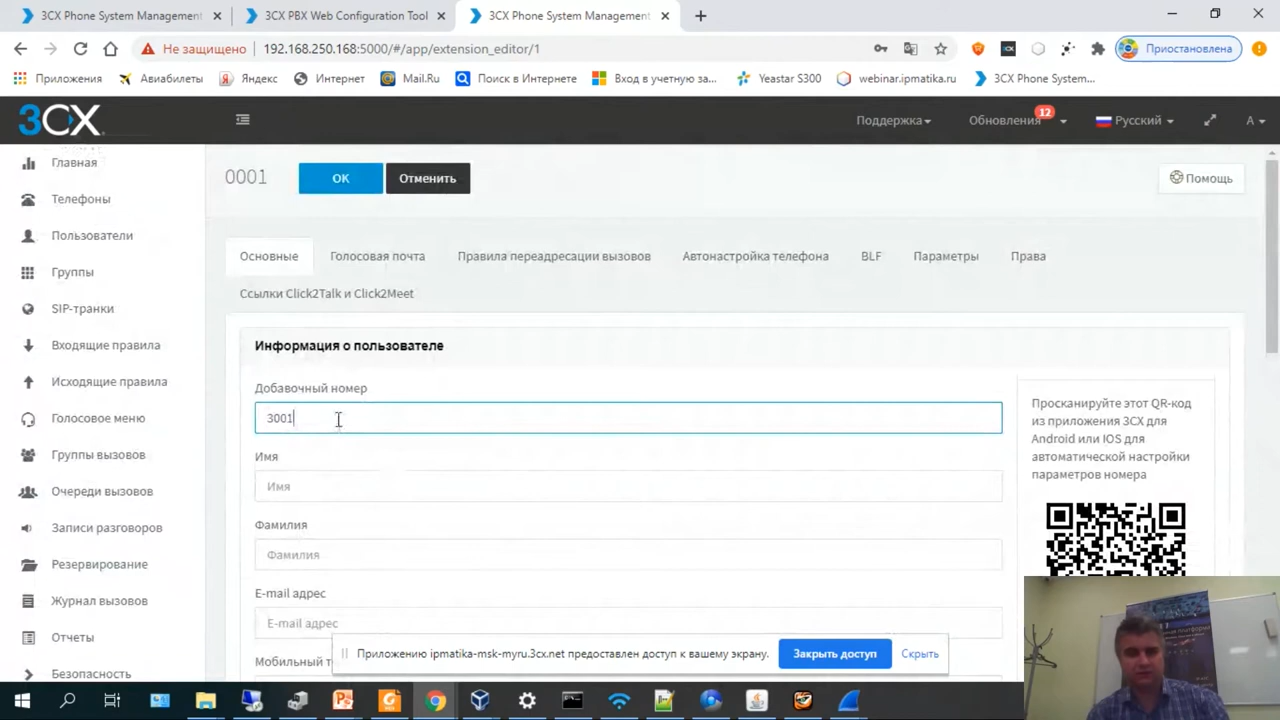 3CX Phone System Management
3CX PBX Web Configuration Tool
3CX Phone System Management
Не защищено
192.168.250.168:5000/#/app/extension_editor/1
Приостановлена
Приложения
Авиабилеты
Яндекс
Интернет
Mail.Ru
Поиск в Интернете
Вход в учетную за...
Yeastar S300
webinar.ipmatika.ru
3CX Phone System...
3CX
Поддержка
Обновления
12
Русский
A
Главная
Телефоны
Пользователи
Группы
SIP-транки
Входящие правила
Исходящие правила
Голосовое меню
Группы вызовов
Очереди вызовов
Записи разговоров
Резервирование
Журнал вызовов
Отчеты
Безопасность
0001
OK
Отменить
Помощь
Основные
Голосовая почта
Правила переадресации вызовов
Автонастройка телефона
BLF
Параметры
Права
Ссылки Click2Talk и Click2Meet
Информация о пользователе
Добавочный номер
3001
Имя
Имя
Фамилия
Фамилия
E-mail адрес
E-mail адрес
Мобильный т
Просканируйте этот QR-код
из приложения 3CX для
Android или IOS для
автоматической настройки
параметров номера
Приложению ipmatika-msk-myru.3cx.net предоставлен доступ к вашему экрану.
Закрыть доступ
Скрыть